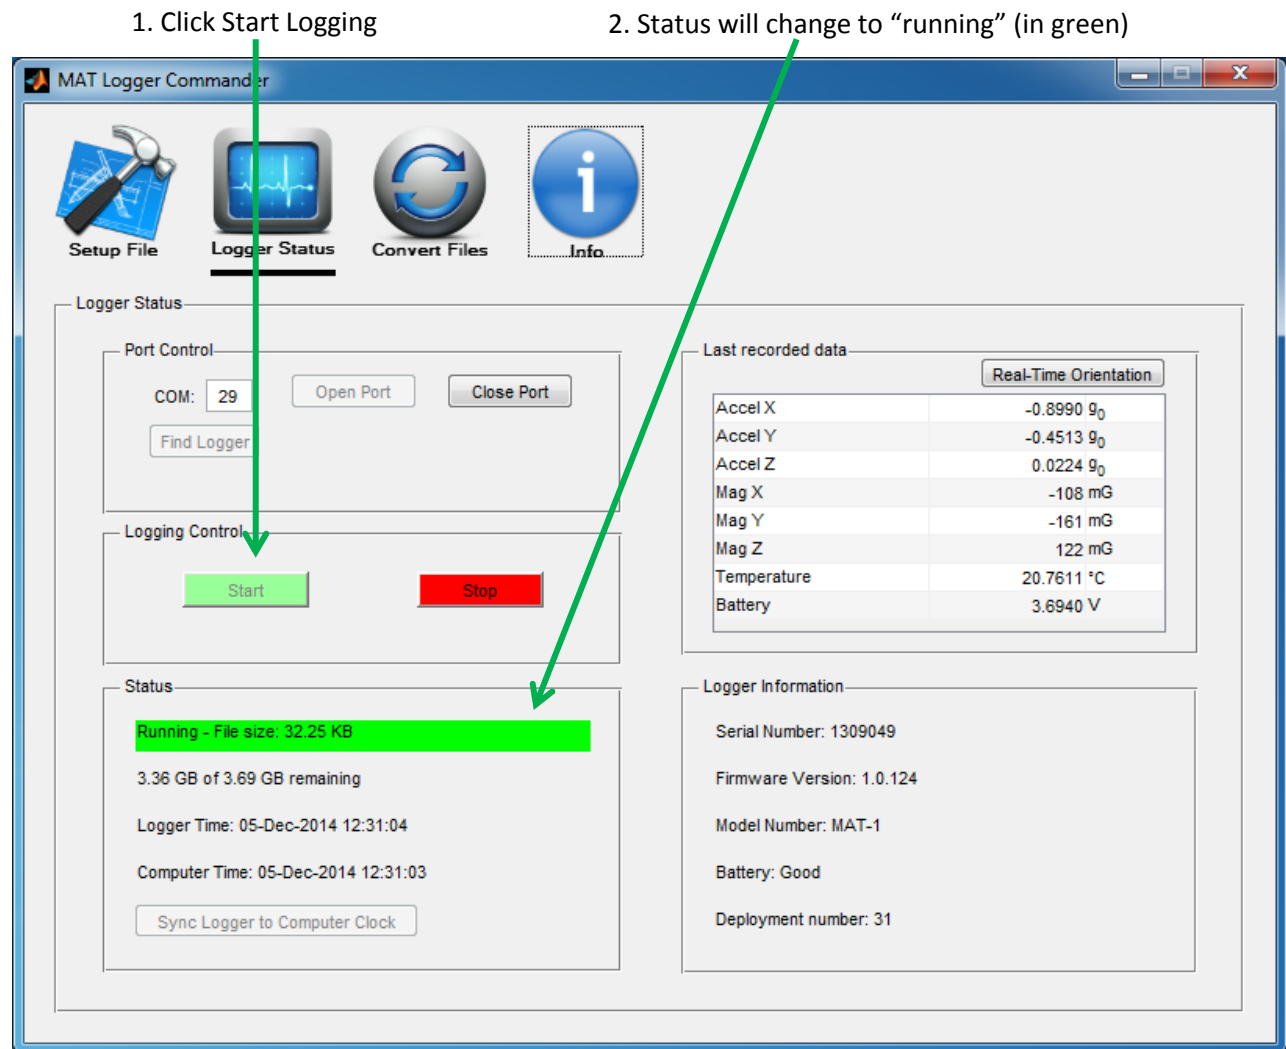 1. Click Start Logging
2. Status will change to “running” (in green)
MAT Logger Commander
Setup File
Logger Status
Convert Files
Info
Logger Status
Port Control
COM: 29
Open Port
Close Port
Find Logger
Logging Control
Start
Stop
Status
Running - File size: 32.25 KB
3.36 GB of 3.69 GB remaining
Logger Time: 05-Dec-2014 12:31:04
Computer Time: 05-Dec-2014 12:31:03
Sync Logger to Computer Clock
Last recorded data
Real-Time Orientation
Accel X -0.8990 g0
Accel Y -0.4513 g0
Accel Z 0.0224 g0
Mag X -108 mG
Mag Y -161 mG
Mag Z 122 mG
Temperature 20.7611 °C
Battery 3.6940 V
Logger Information
Serial Number: 1309049
Firmware Version: 1.0.124
Model Number: MAT-1
Battery: Good
Deployment number: 31